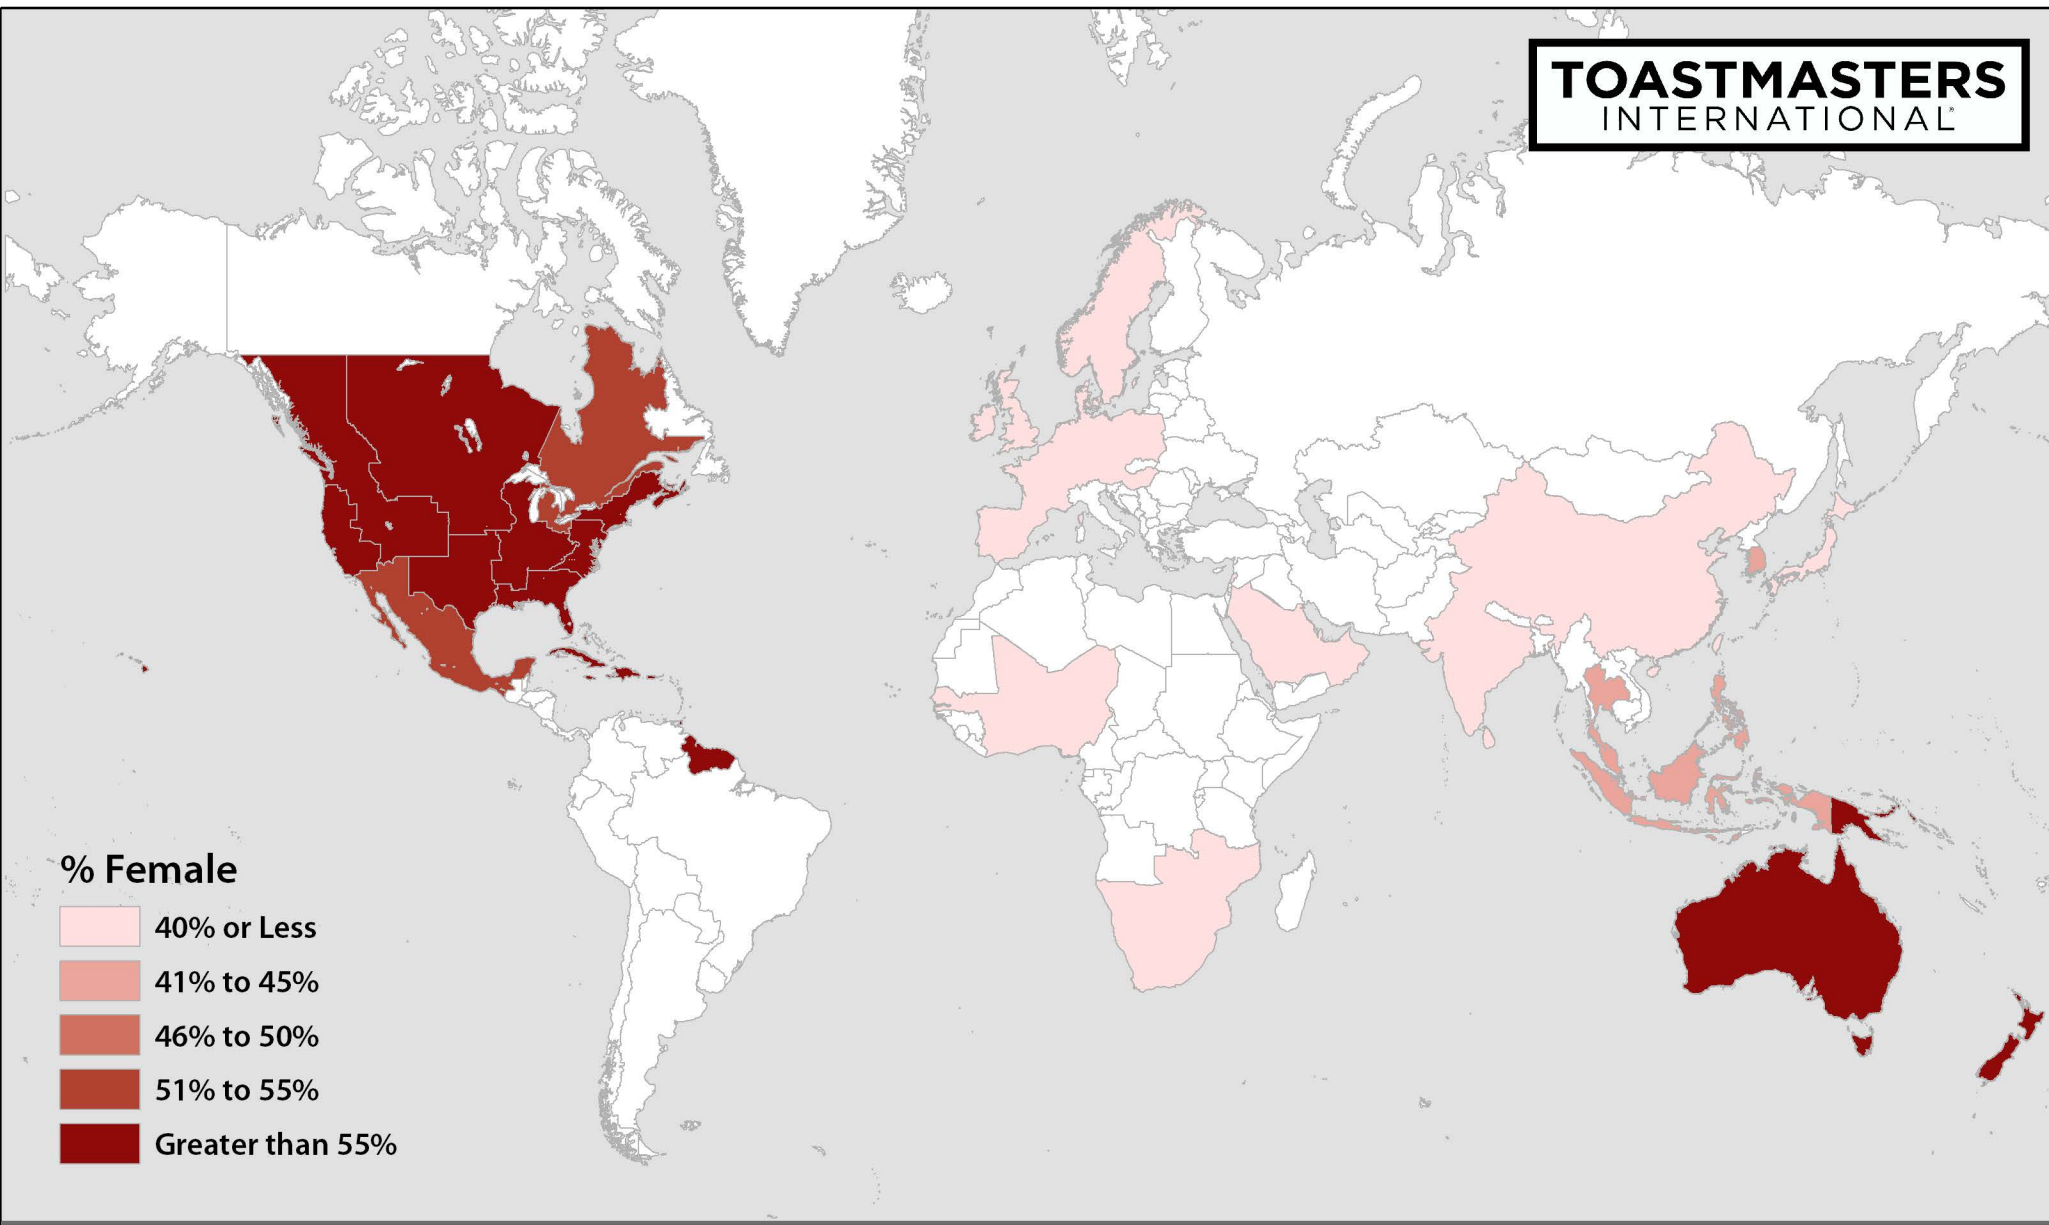 TOASTMASTERS
INTERNATIONAL®
% Female
40% or Less
41% to 45%
46% to 50%
51% to 55%
Greater than 55%